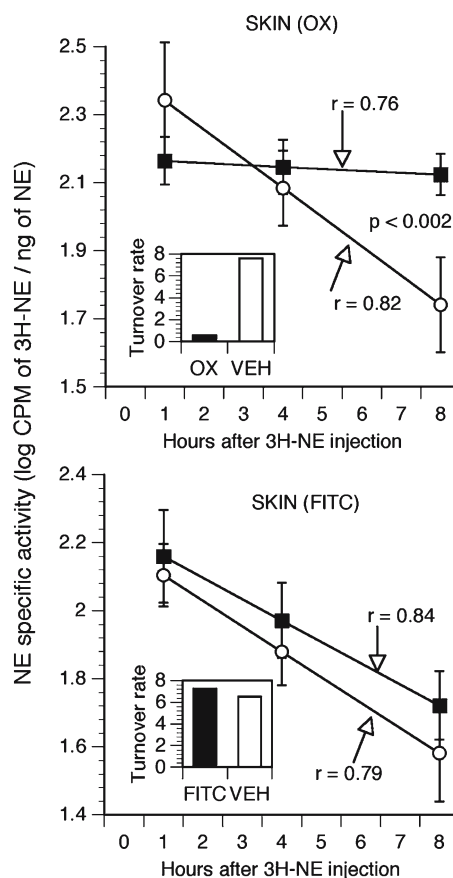 SKIN (OX)
2.5
2.3
2.1
1.9
1.7
1.5
r = 0.76
p < 0.002
r = 0.82
Turnover rate
8
6
4
2
0
OX VEH
0 1 2 3 4 5 6 7 8
Hours after 3H-NE injection
NE specific activity (log CPM of 3H-NE / ng of NE)
SKIN (FITC)
2.4
2.2
2
1.8
1.6
1.4
r = 0.84
r = 0.79
Turnover rate
8
6
4
2
0
FITC VEH
0 1 2 3 4 5 6 7 8
Hours after 3H-NE injection